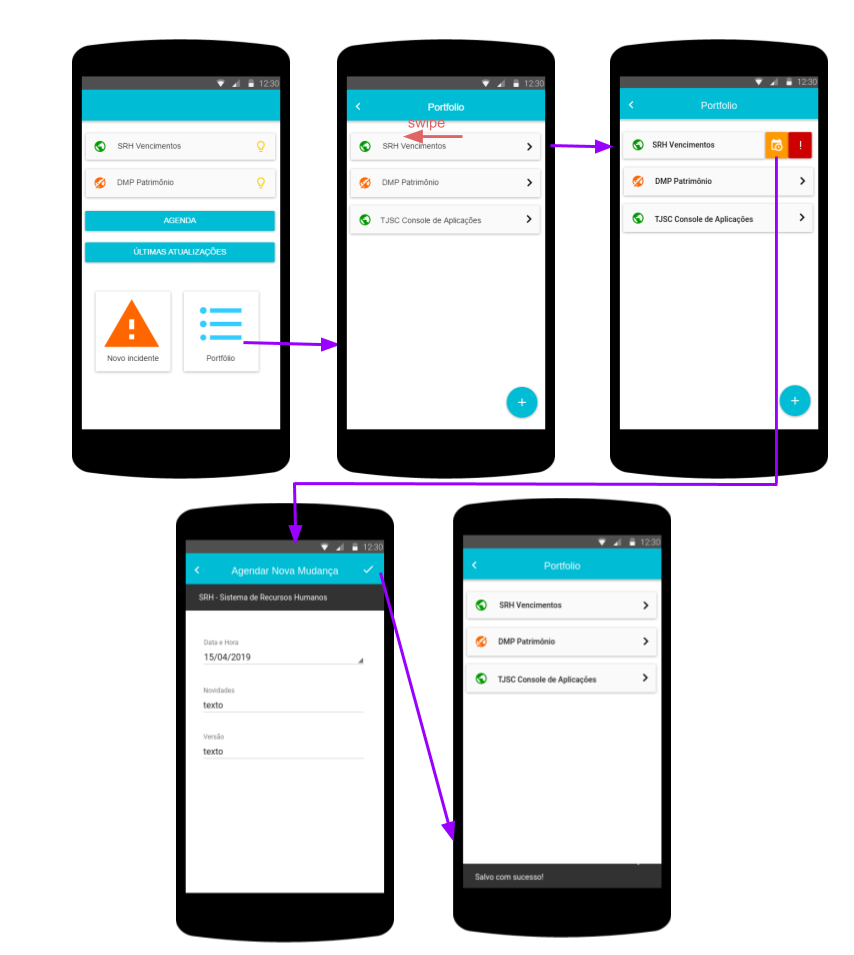 12:30
SRH Vencimentos
DMP Patrimônio
AGENDA
ÚLTIMAS ATUALIZAÇÕES
Novo incidente
Portfólio
12:30
Portfolio
swipe
SRH Vencimentos
DMP Patrimônio
TJSC Console de Aplicações
+
12:30
Portfolio
SRH Vencimentos
!
DMP Patrimônio
TJSC Console de Aplicações
+
12:30
Agendar Nova Mudança
SRH - Sistema de Recursos Humanos
Data e Hora
15/04/2019
Novidades
texto
Versão
texto
12:30
Portfolio
SRH Vencimentos
DMP Patrimônio
TJSC Console de Aplicações
Salvo com sucesso!